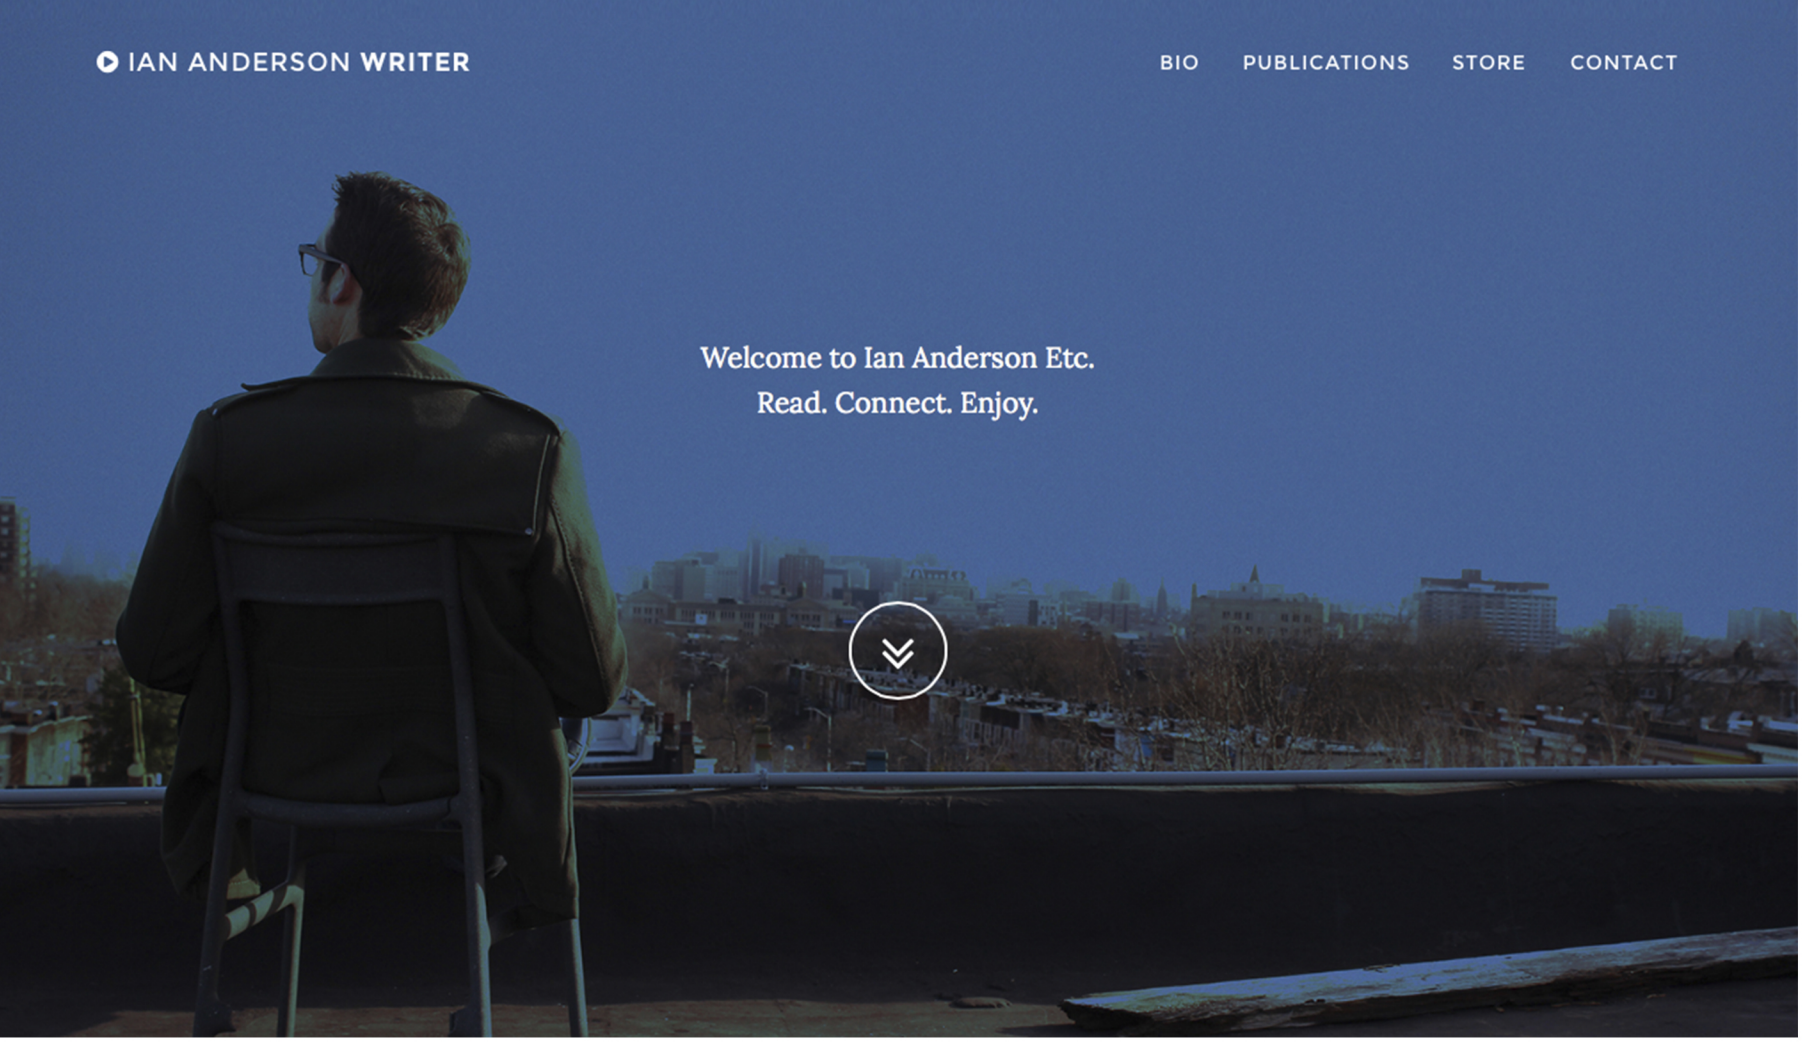 IAN ANDERSON WRITER
BIO PUBLICATIONS STORE CONTACT
Welcome to Ian Anderson Etc.
Read. Connect. Enjoy.